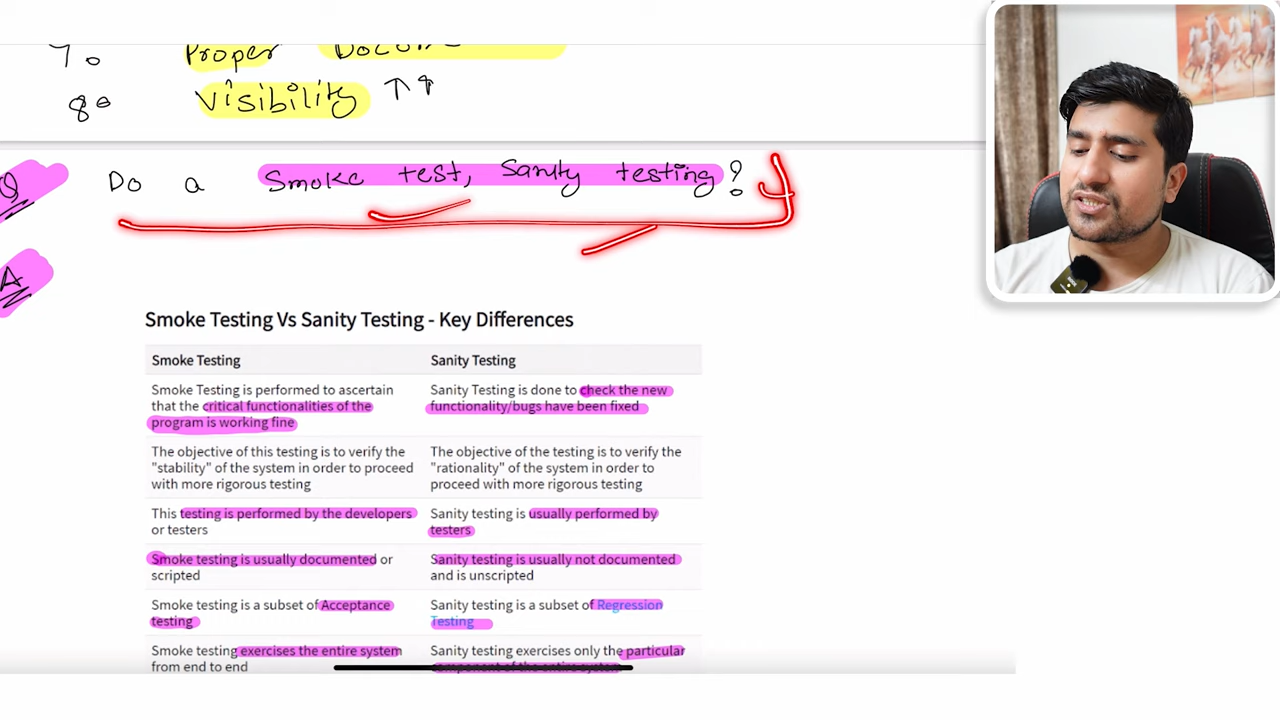 Proper
8. Visibility ↑↑
Q Do a Smoke test, Sanity testing?
A
Smoke Testing Vs Sanity Testing - Key Differences
Smoke Testing
Sanity Testing
Smoke Testing is performed to ascertain
that the critical functionalities of the
program is working fine
Sanity Testing is done to check the new
functionality/bugs have been fixed
The objective of this testing is to verify the
"stability" of the system in order to proceed
with more rigorous testing
The objective of the testing is to verify the
"rationality" of the system in order to
proceed with more rigorous testing
This testing is performed by the developers
or testers
Sanity testing is usually performed by
testers
Smoke testing is usually documented or
scripted
Sanity testing is usually not documented
and is unscripted
Smoke testing is a subset of Acceptance
testing
Sanity testing is a subset of Regression
Testing
Smoke testing exercises the entire system
from end to end
Sanity testing exercises only the particular
component of the entire system